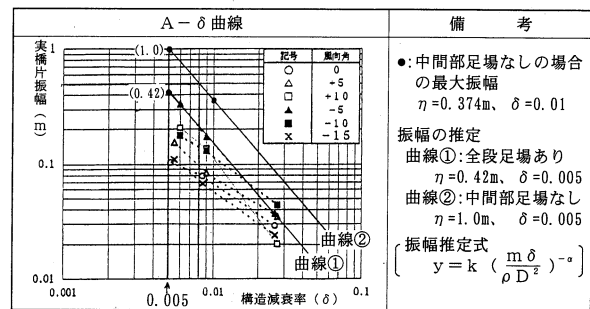 A－δ曲線
備 考
実橋片振幅(m)
1
0.1
0.01
(1.0)
(0.42)
記号 風向角
○ 0
△ +5
□ +10
▲ -5
■ -10
× -15
曲線②
曲線①
0.001
0.005
0.01
0.1
構造減衰率(δ)
●:中間部足場なしの場合
の最大振幅
η=0.374m、 δ=0.01
振幅の推定
曲線①:全段足場あり
η=0.42m、 δ=0.005
曲線②:中間部足場なし
η=1.0m、 δ=0.005
振幅推定式
y=k (mδ/ρD²)^-α